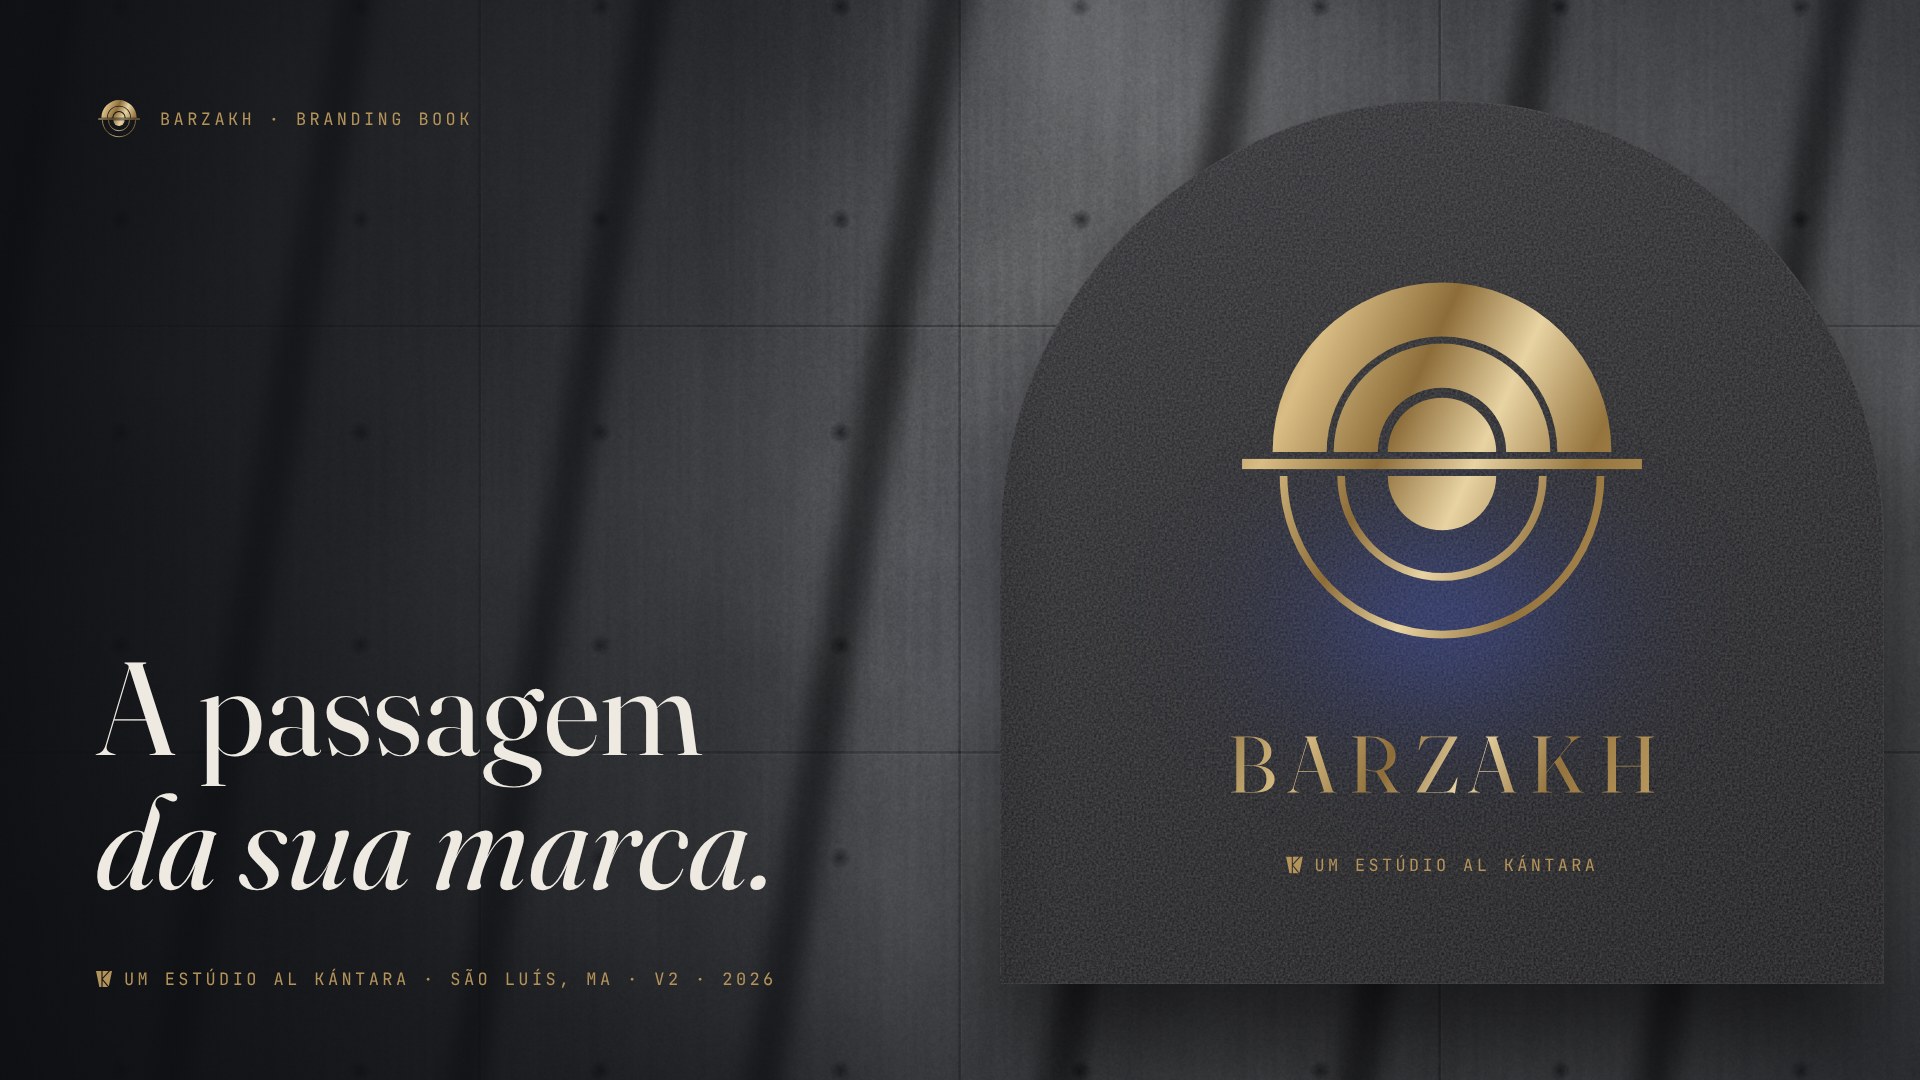 BARZAKH · BRANDING BOOK
A passagem
da sua marca.
UM ESTÚDIO AL KÁNTARA · SÃO LUÍS, MA · V2 · 2026
BARZAKH
UM ESTÚDIO AL KÁNTARA